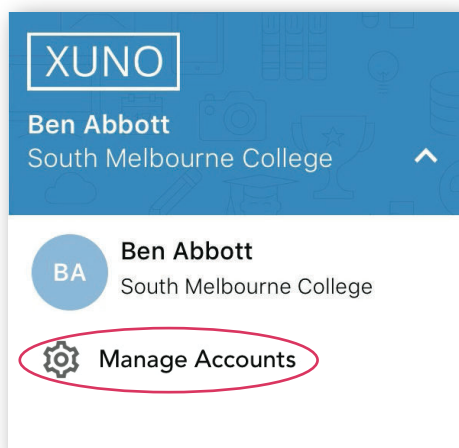 XUNO
Ben Abbott
South Melbourne College
BA
Ben Abbott
South Melbourne College
Manage Accounts